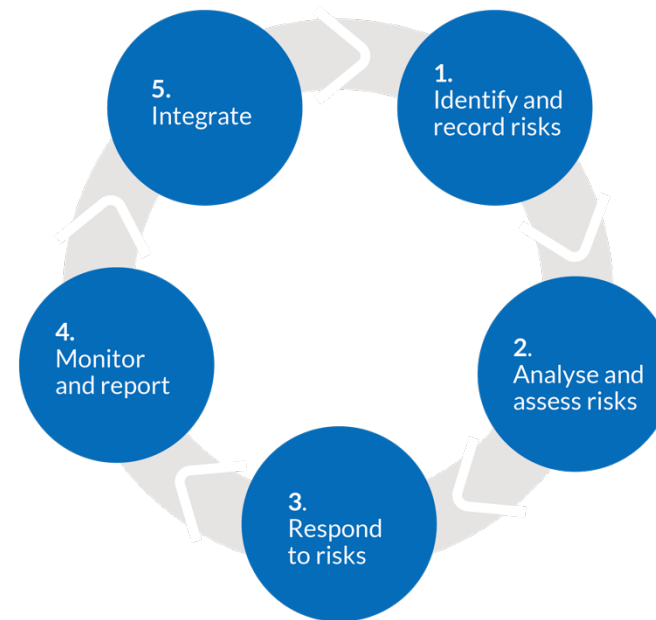 1.
Identify and
record risks
2.
Analyse and
assess risks
3.
Respond
to risks
4.
Monitor
and report
5.
Integrate